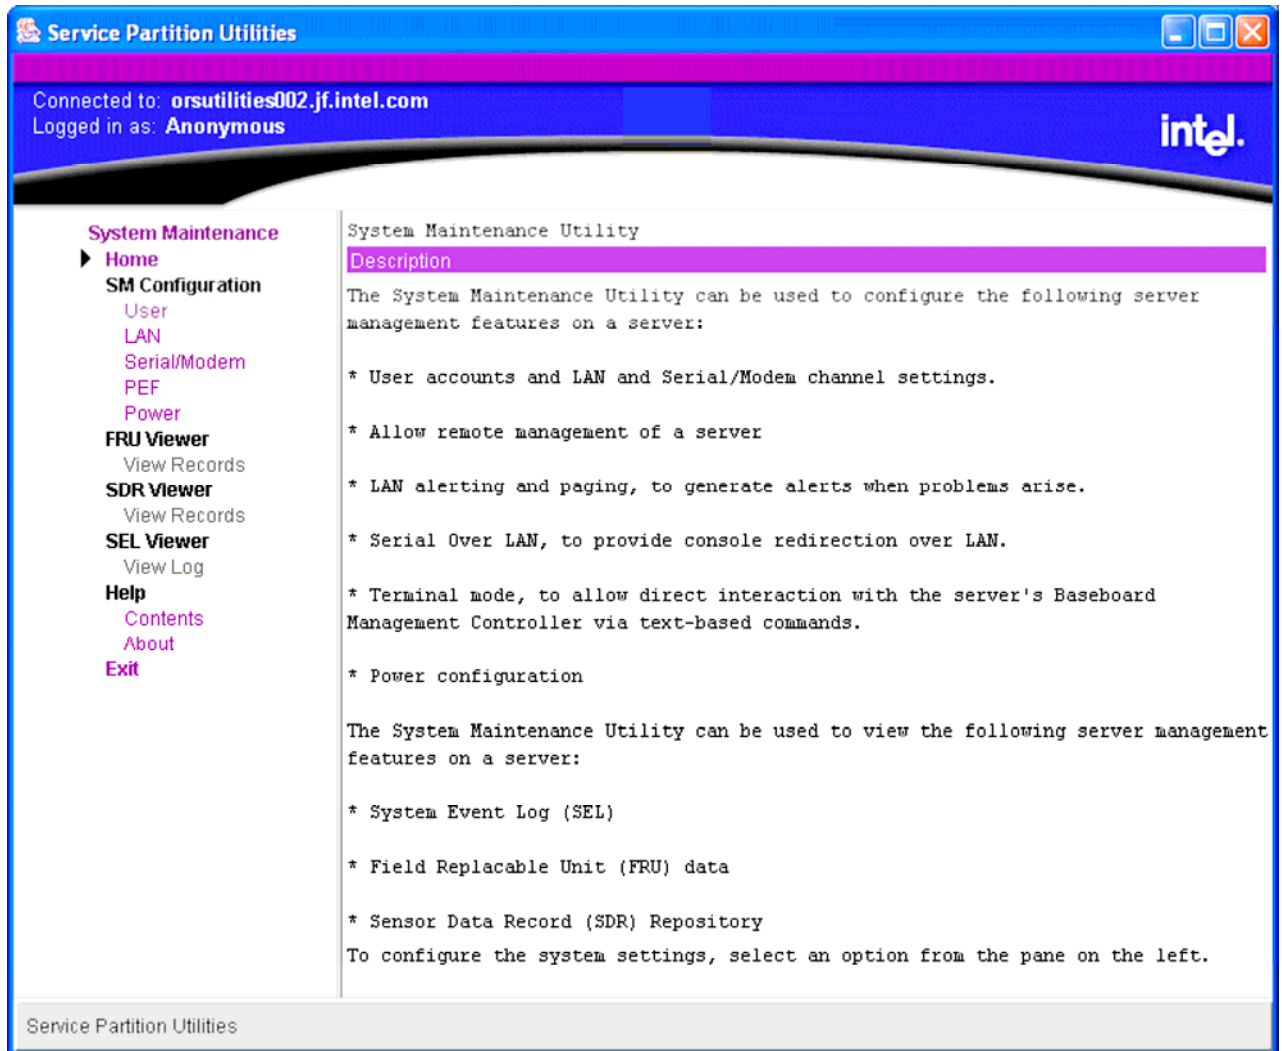 Service Partition Utilities
Connected to: orsutilities002.jf.intel.com
Logged in as: Anonymous
intel.
System Maintenance
Home
SM Configuration
User
LAN
Serial/Modem
PEF
Power
FRU Viewer
View Records
SDR Viewer
View Records
SEL Viewer
View Log
Help
Contents
About
Exit
System Maintenance Utility
Description
The System Maintenance Utility can be used to configure the following server
management features on a server:
* User accounts and LAN and Serial/Modem channel settings.
* Allow remote management of a server
* LAN alerting and paging, to generate alerts when problems arise.
* Serial Over LAN, to provide console redirection over LAN.
* Terminal mode, to allow direct interaction with the server's Baseboard
Management Controller via text-based commands.
* Power configuration
The System Maintenance Utility can be used to view the following server management
features on a server:
* System Event Log (SEL)
* Field Replacable Unit (FRU) data
* Sensor Data Record (SDR) Repository
To configure the system settings, select an option from the pane on the left.
Service Partition Utilities